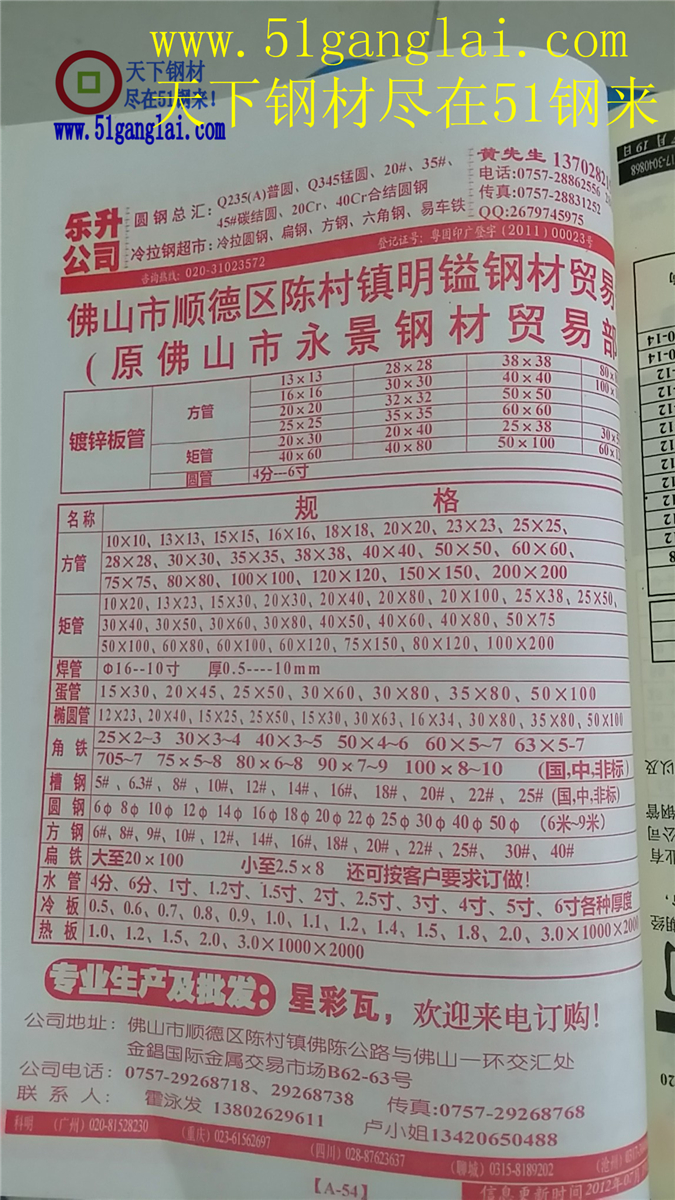 www.51ganglai.com
天下钢材尽在51钢来
天下钢材
尽在51钢来!
www.51ganglai.com
乐升
公司
圆钢总汇:Q235(A)普圆、Q345锰圆、20#、35#、
45#碳结圆、20Cr、40Cr合结圆钢
冷拉钢超市:冷拉圆钢、扁钢、方钢、六角钢、易车铁
黄先生
电话:0757-28862556
传真:0757-28831252
QQ:2679745975
咨询热线:020-31023572
登记证号:粤图印广登字(2011)00023号
佛山市顺德区陈村镇明镒钢材贸易
(原佛山市永景钢材贸易部
镀锌板管
方管 13×13 28×28 38×38
16×16 30×30 40×40
20×20 32×32 50×50
25×25 35×35 60×60
矩管 20×30 20×40 25×38
40×60 40×80 50×100
圆管 4分---6寸
名称 规格
方管 10×10、13×13、15×15、16×16、18×18、20×20、23×23、25×25、
28×28、30×30、35×35、38×38、40×40、50×50、60×60、
75×75、80×80、100×100、120×120、150×150、200×200
矩管 10×20、13×23、15×30、20×30、20×40、20×80、20×100、25×38、25×50、
30×40、30×50、30×60、30×80、40×50、40×60、40×80、50×75
50×100、60×80、60×100、60×120、75×150、80×120、100×200
焊管 Φ16--10寸 厚0.5----10mm
蛋管 15×30、20×45、25×50、30×60、30×80、35×80、50×100
椭圆管 12×23、20×40、15×25、25×50、15×30、30×63、16×34、30×80、35×80、50×100
角铁 25×2~3 30×3~4 40×3~5 50×4~6 60×5~7 63×5-7
705~7 75×5~8 80×6~8 90×7~9 100×8~10 (国,中,非标)
槽钢 5#、6.3#、8#、10#、12#、14#、16#、18#、20#、22#、25# (国,中,非标)
圆钢 6φ 8φ 10φ 12φ 14φ 16φ 18φ 20φ 22φ 25φ 30φ 40φ 50φ (6米~9米)
方钢 6#、8#、9#、10#、12#、14#、16#、18#、20#、22#、25#、30#、40#
扁铁 大至20×100 小至2.5×8 还可按客户要求订做!
水管 4分、6分、1寸、1.2寸、1.5寸、2寸、2.5寸、3寸、4寸、5寸、6寸各种厚度
冷板 0.5、0.6、0.7、0.8、0.9、1.0、1.1、1.2、1.4、1.5、1.8、2.0、3.0×1000×2000
热板 1.0、1.2、1.5、2.0、3.0×1000×2000
专业生产及批发:星彩瓦,欢迎来电订购!
公司地址:佛山市顺德区陈村镇佛陈公路与佛山一环交汇处
金錩国际金属交易市场B62-63号
公司电话:0757-29268718、29268738 传真:0757-29268768
联系人:霍泳发 13802629611 卢小姐13420650488
科明 (广州)020-81528230 (重庆)023-61562697 (四川)028-87623637 (聊城)0315-8189202
【A-54】
信息更新时间2012年07月